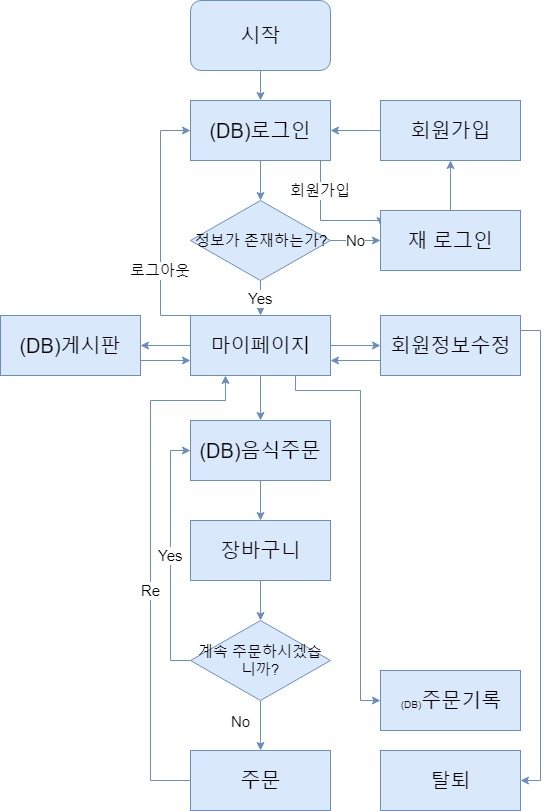 시작
(DB)로그인
회원가입
회원가입
정보가 존재하는가?
No
재 로그인
로그아웃
Yes
(DB)게시판
마이페이지
회원정보수정
(DB)음식주문
장바구니
Yes
Re
계속 주문하시겠습
니까?
(DB)주문기록
No
주문
탈퇴